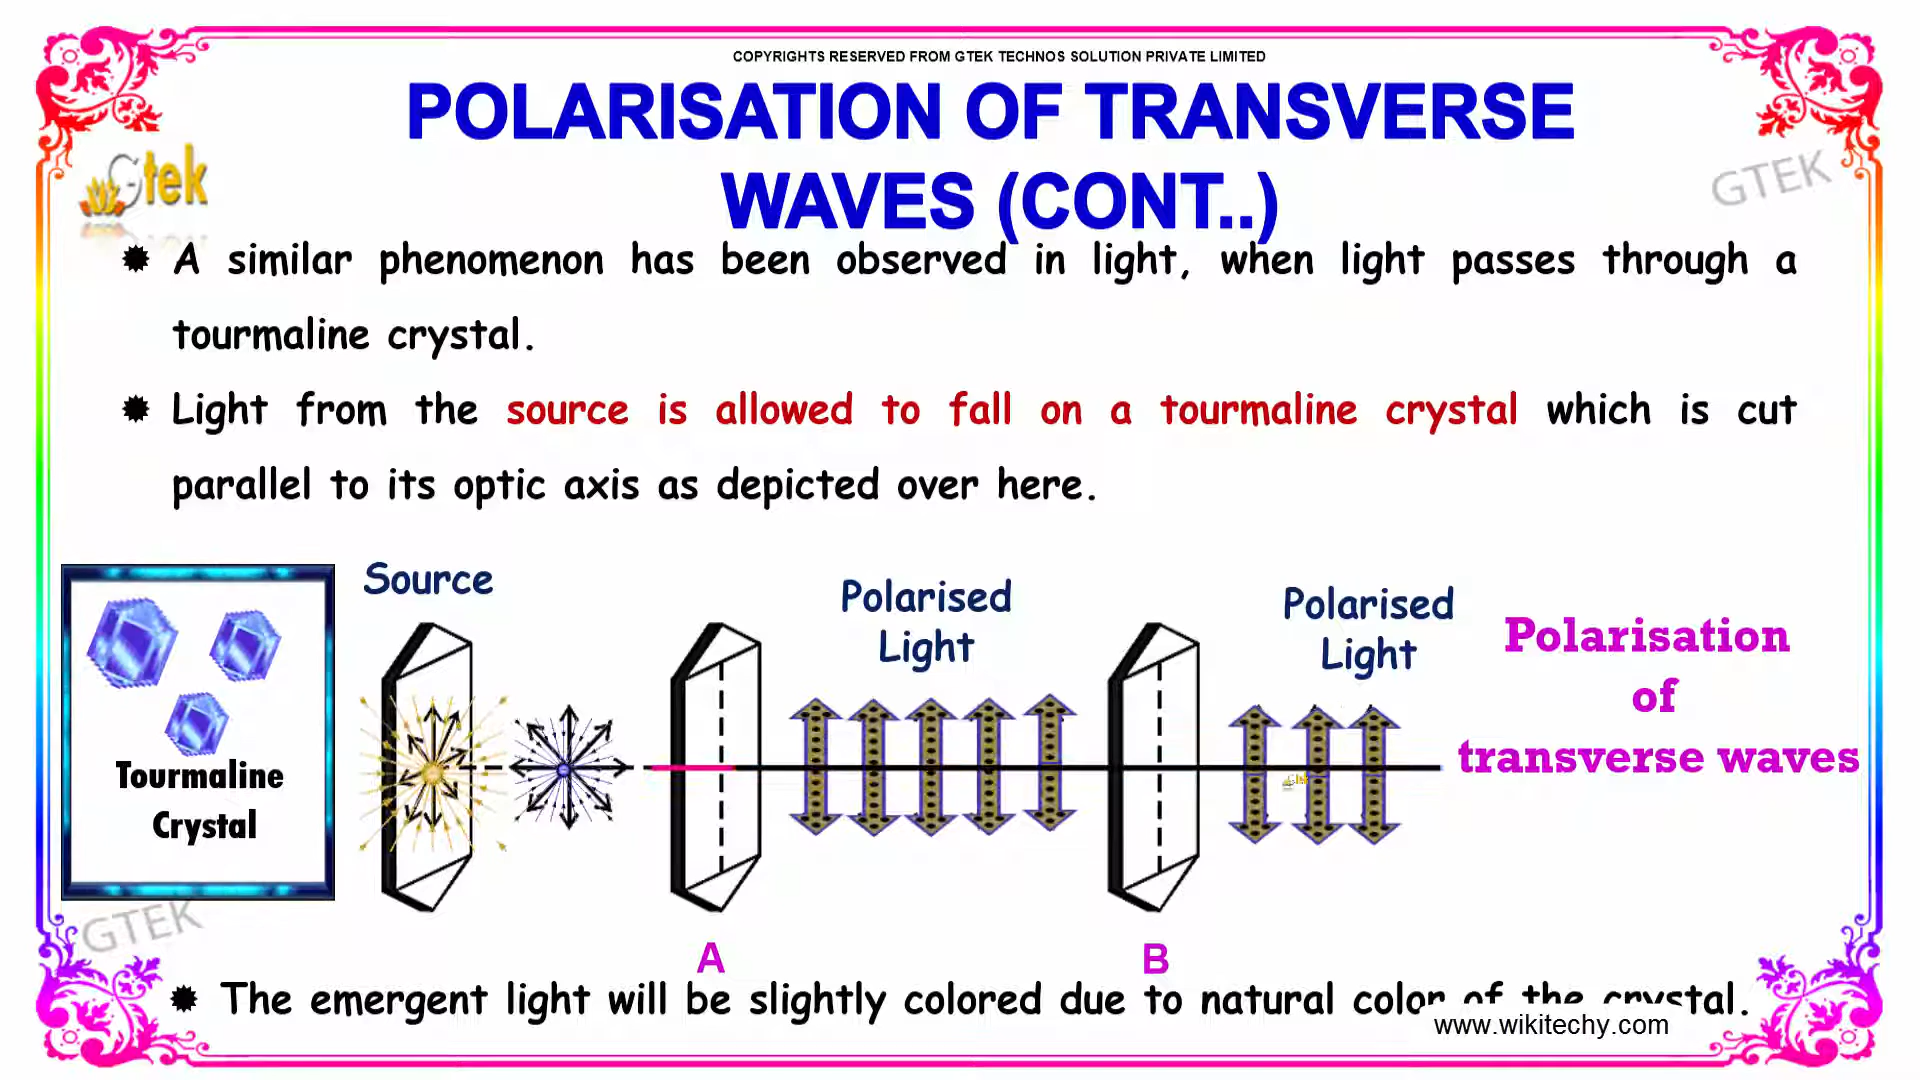 COPYRIGHTS RESERVED FROM GTEK TECHNOS SOLUTION PRIVATE LIMITED
POLARISATION OF TRANSVERSE
WAVES (CONT..)
Gtek
GTEK
A similar phenomenon has been observed in light, when light passes through a
tourmaline crystal.
Light from the source is allowed to fall on a tourmaline crystal which is cut
parallel to its optic axis as depicted over here.
Source
Polarised
Light
Polarised
Light
Polarisation
of
transverse waves
Tourmaline
Crystal
Gtek
GTEK
A
B
The emergent light will be slightly colored due to natural color of the crystal.
www.wikitechy.com